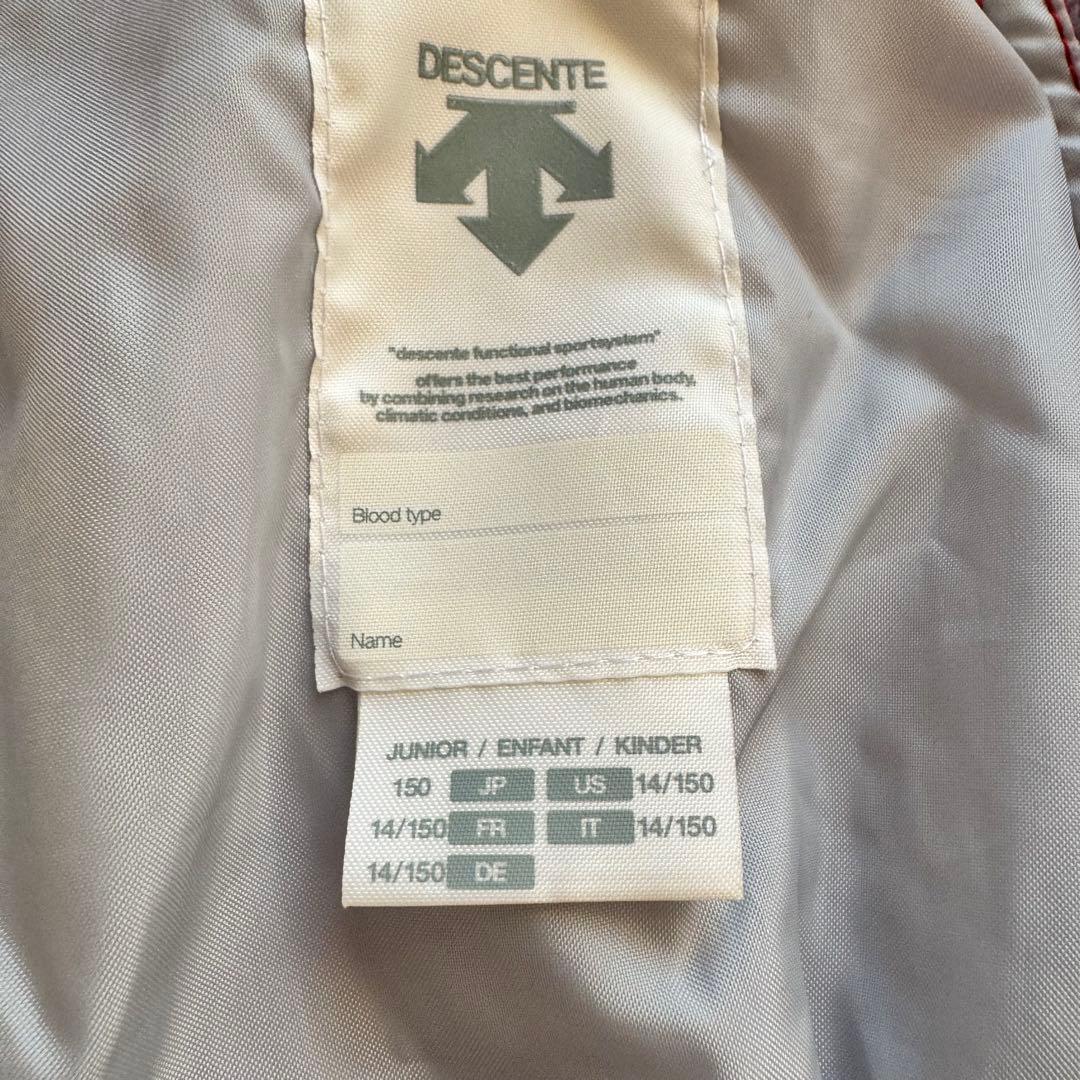 DESCENTE
"descente functional sportsystem"
offers the best performance
by combining research on the human body,
climatic conditions, and biomechanics.
Blood type
Name
JUNIOR / ENFANT / KINDER
150 JP US 14/150
14/150 FR IT 14/150
14/150 DE